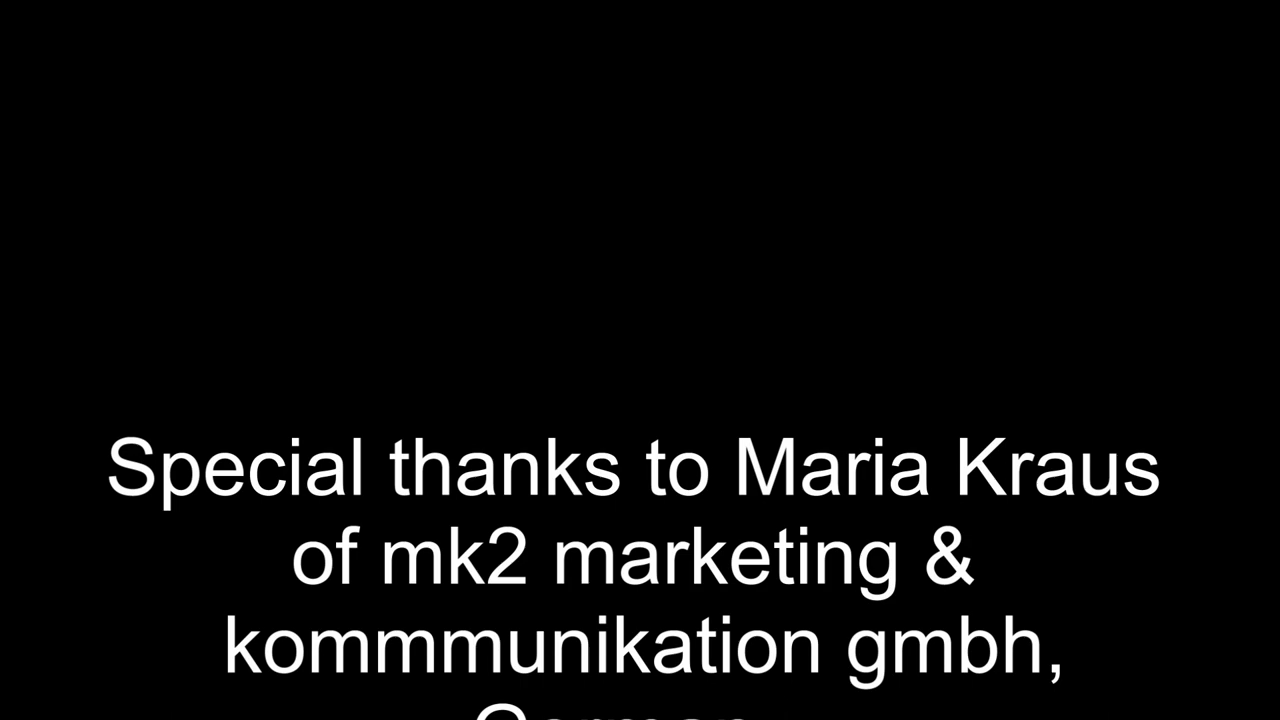 Special thanks to Maria Kraus
of mk2 marketing &
kommmunikation gmbh,